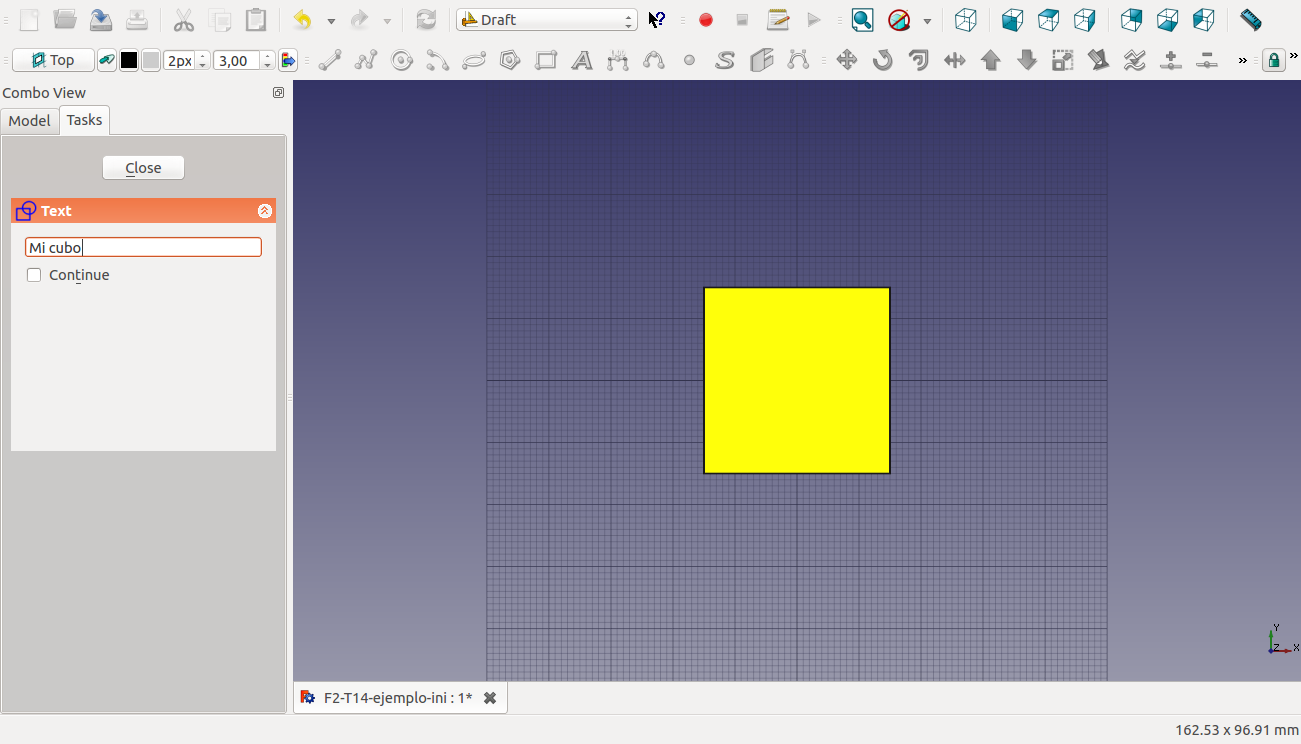 Draft
Top
2px
3,00
Combo View
Model
Tasks
Close
Text
Mi cubo
Continue
Y
Z
X
F2-T14-ejemplo-ini : 1*
162.53 x 96.91 mm